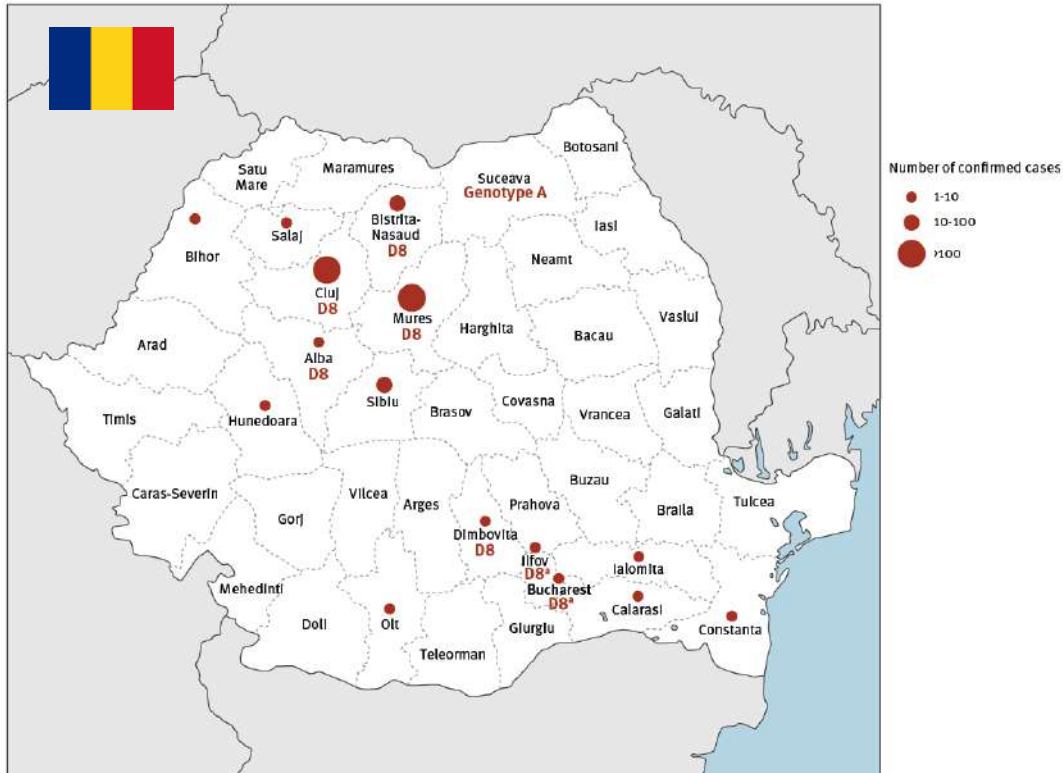 Number of confirmed cases
1-10
10-100
>100
Botosani
Satu
Mare
Maramures
Suceava
Genotype A
Iasi
Bistrita-
Nasaud
D8
Salaj
Bihor
Neamt
Cluj
D8
Mures
D8
Harghita
Vaslui
Bacau
Arad
Alba
D8
Sibiu
Brasov
Covasna
Vrancea
Galati
Timis
Hunedoara
Caras-Severin
Gorj
Vilcea
Arges
Prahova
Buzau
Braila
Tulcea
Dimbovita
D8
Ilfov
D8ª
Ialomita
Mehedinti
Bucharest
D8ª
Calarasi
Dolj
Olt
Giurgiu
Constanta
Teleorman